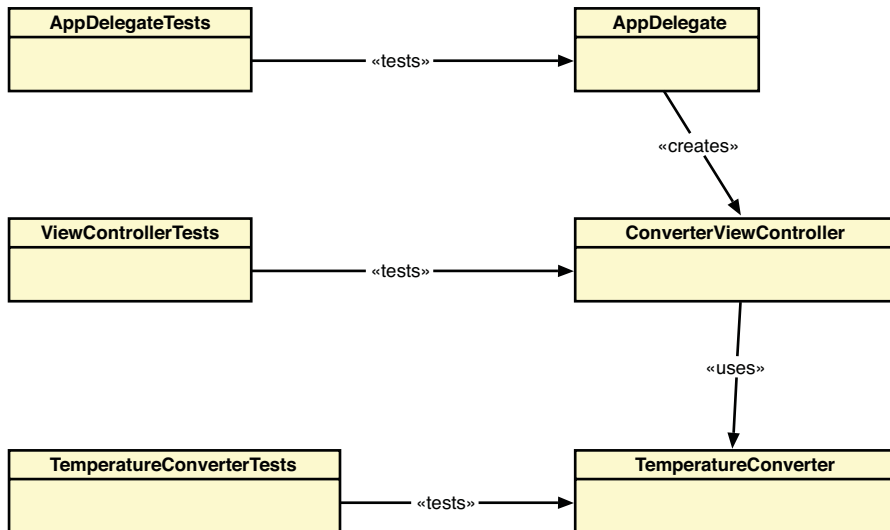 AppDelegateTests
«tests»
AppDelegate
«creates»
ViewControllerTests
«tests»
ConverterViewController
«uses»
TemperatureConverterTests
«tests»
TemperatureConverter